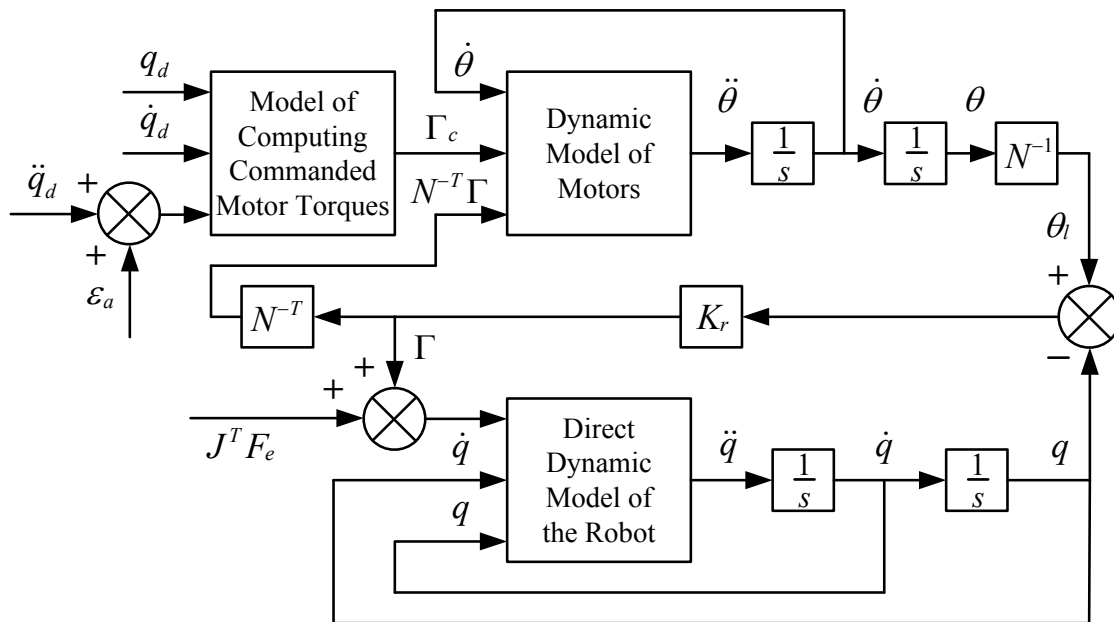 q_d
q̇_d
q̈_d
+
+
ε_a
Model of
Computing
Commanded
Motor Torques
θ̇
Γ_c
N^{-T} Γ
Dynamic
Model of
Motors
θ̈
1/s
θ̇
1/s
θ
N^{-1}
θ_l
+
−
K_r
N^{-T}
Γ
+
+
J^T F_e
q̇
q
Direct
Dynamic
Model of
the Robot
q̈
1/s
q̇
1/s
q